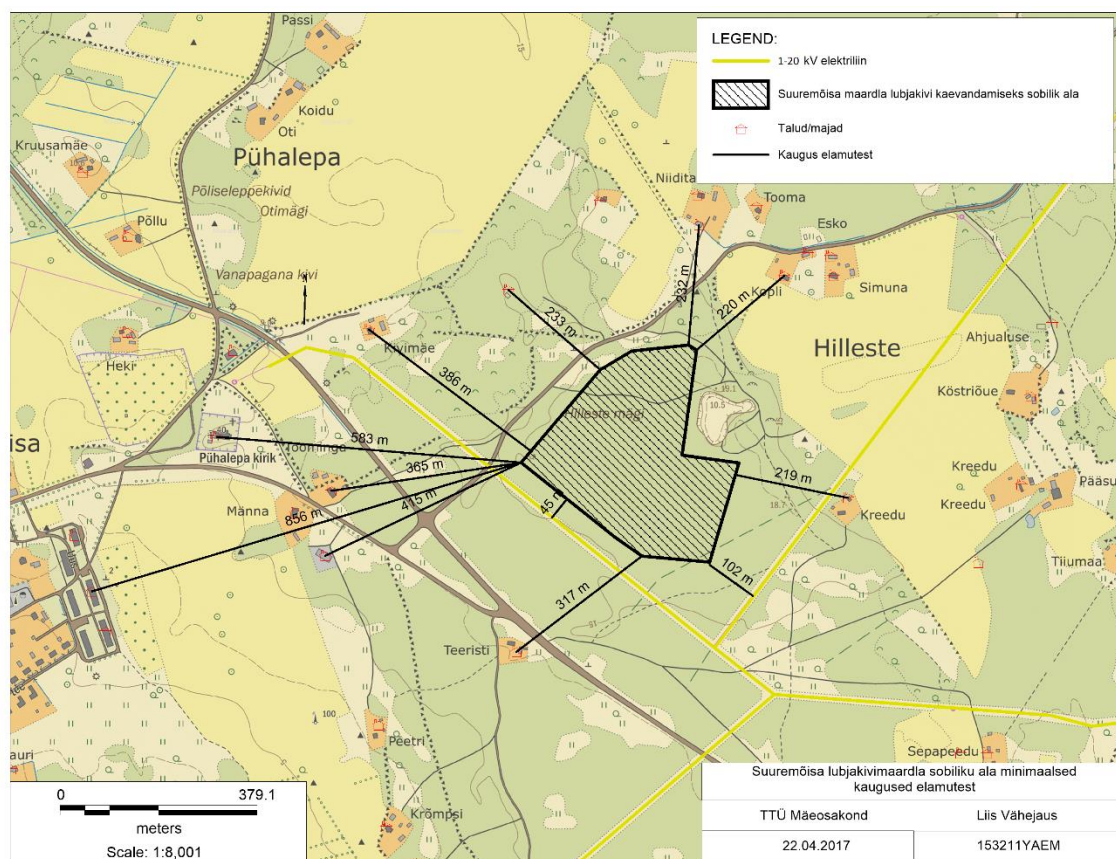 Passi
Koidu
Oti
Kruusamäe
Pühalepa
Põllu
Põliseleppekivid
Otimägi
Vanapagana kivi
LEGEND:
1-20 kV elektriliin
Suuremõisa maardla lubjakivi kaevandamiseks sobilik ala
Talud/majad
Kaugus elamutest
15
Niidita
Tooma
Esko
Kopli
Simuna
232 m
220 m
233 m
Hilleste
Ahjualuse
Köstriõue
Heki
Kivimäe
386 m
Hilleste mägi
19.1
10.5
15
isa
583 m
Toominga
Pühalepa kirik
365 m
415 m
856 m
Männa
45 m
219 m
18.7
Kreedu
Kreedu
Kreedu
Pääsu
Tiiumaa
102 m
317 m
Teeristi
100
Peetri
auri
Krõmpsi
Sepapeedu
0
379.1
meters
Scale: 1:8,001
Suuremõisa lubjakivimaardla sobiliku ala minimaalsed
kaugused elamutest
TTÜ Mäeosakond
Liis Vähejaus
22.04.2017
153211YAEM